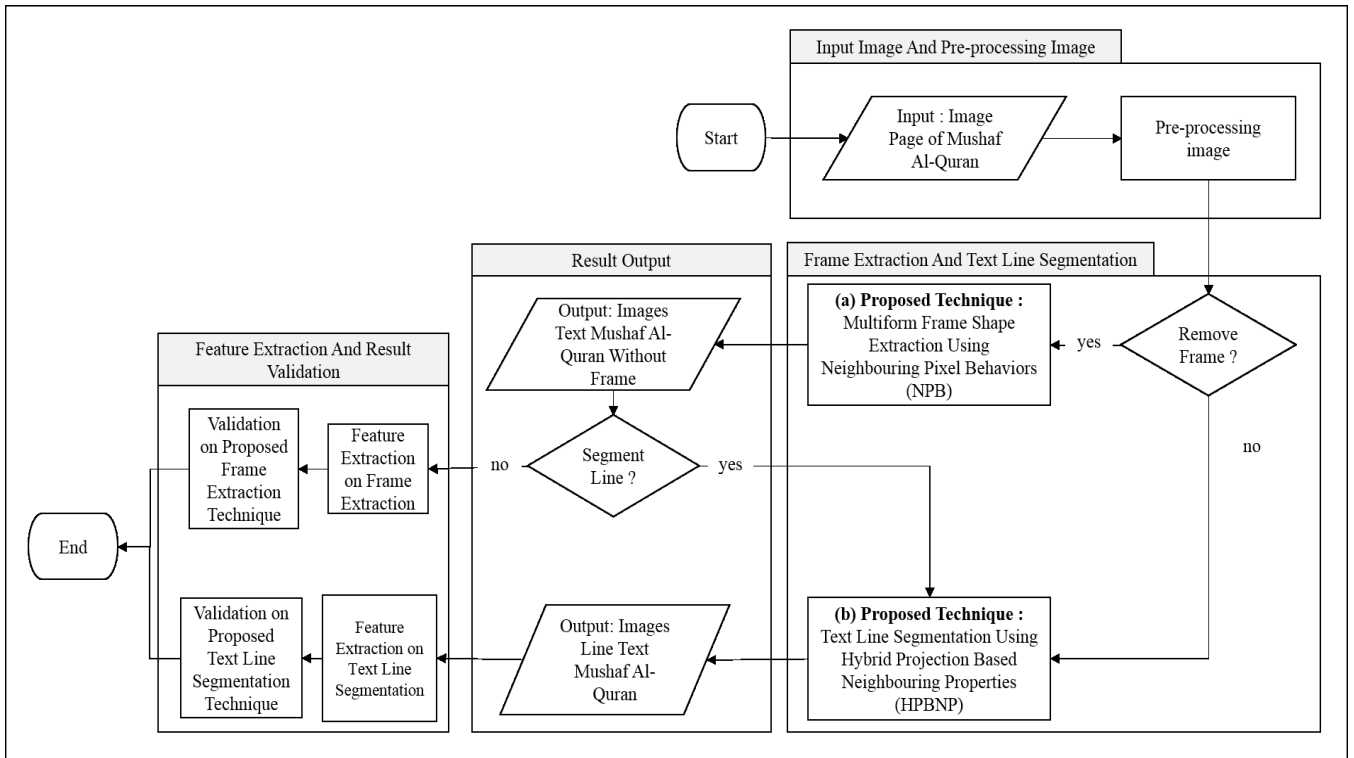 Input Image And Pre-processing Image
Start
Input : Image
Page of Mushaf
Al-Quran
Pre-processing
image
Frame Extraction And Text Line Segmentation
Remove
Frame ?
yes
no
(a) Proposed Technique :
Multiform Frame Shape
Extraction Using
Neighbouring Pixel Behaviors
(NPB)
(b) Proposed Technique :
Text Line Segmentation Using
Hybrid Projection Based
Neighbouring Properties
(HPBNP)
Result Output
Output: Images
Text Mushaf Al-
Quran Without
Frame
Segment
Line ?
no
yes
Output: Images
Line Text
Mushaf Al-
Quran
Feature Extraction And Result
Validation
Feature
Extraction
on Frame
Extraction
Validation
on Proposed
Frame
Extraction
Technique
Feature
Extraction on
Text Line
Segmentation
Validation on
Proposed
Text Line
Segmentation
Technique
End